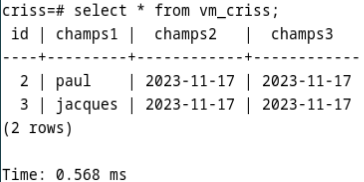 criss=# select * from vm_criss;
 id | champs1 |  champs2   |  champs3
----+---------+------------+------------
  2 | paul    | 2023-11-17 | 2023-11-17
  3 | jacques | 2023-11-17 | 2023-11-17
(2 rows)

Time: 0.568 ms